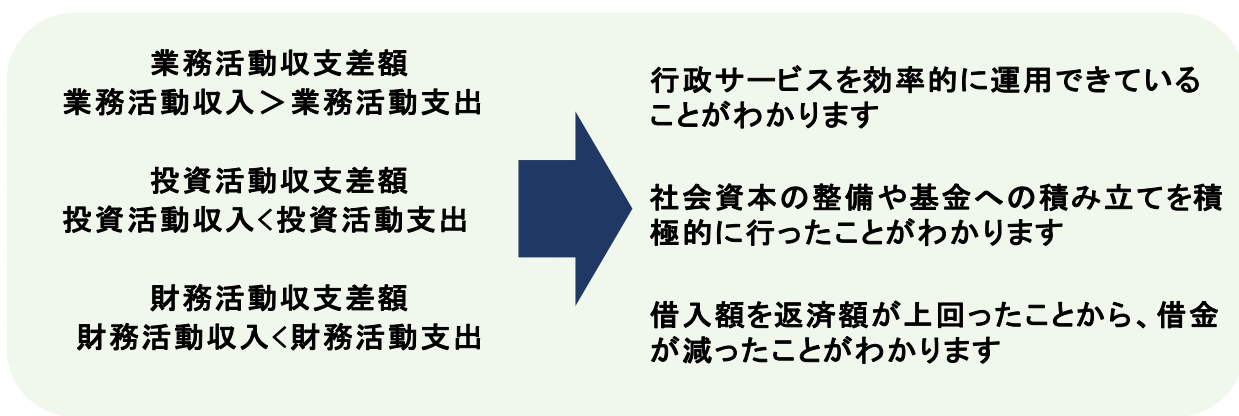 業務活動収支差額
業務活動収入＞業務活動支出
行政サービスを効率的に運用できている
ことがわかります
投資活動収支差額
投資活動収入<投資活動支出
社会資本の整備や基金への積み立てを積
極的に行ったことがわかります
財務活動収支差額
財務活動収入<財務活動支出
借入額を返済額が上回ったことから、借金
が減ったことがわかります